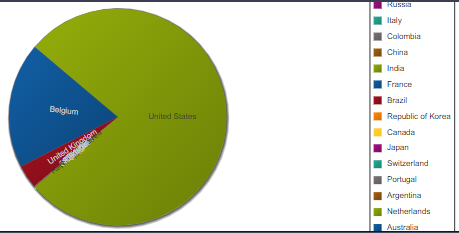 United States
Belgium
United Kingdom
Russia
Italy
Colombia
China
India
France
Brazil
Republic of Korea
Canada
Japan
Switzerland
Portugal
Argentina
Netherlands
Australia